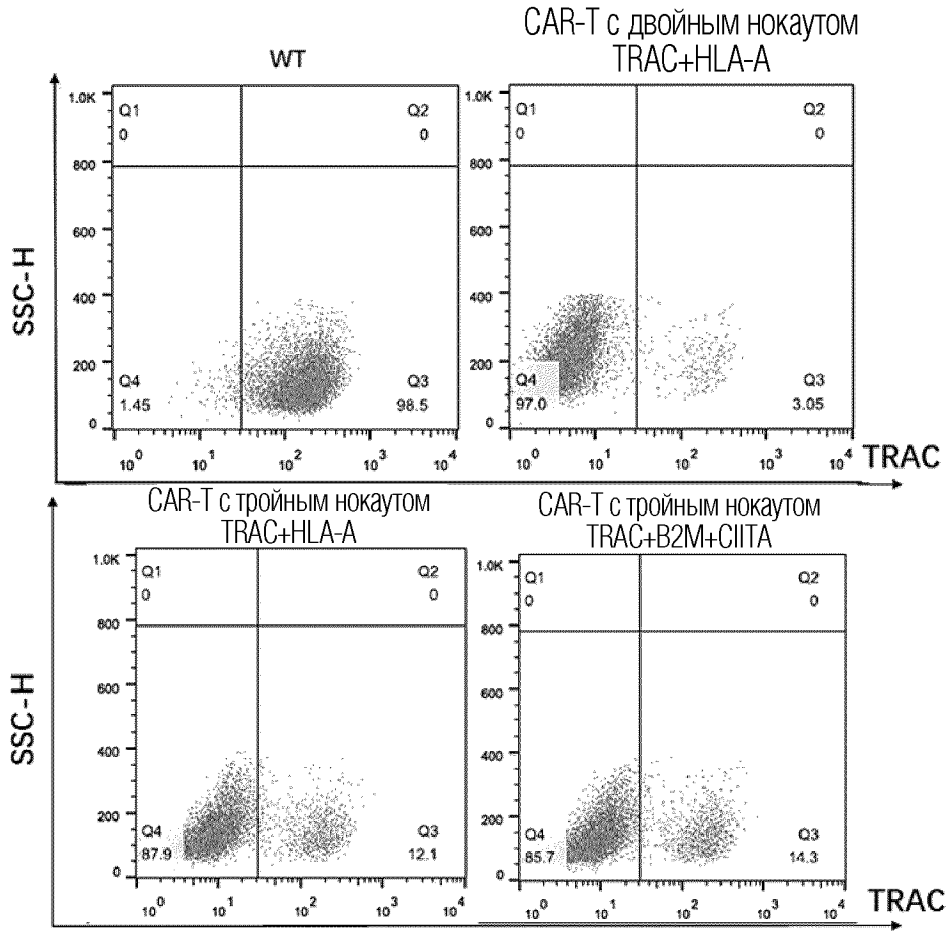 WT
CAR-T с двойным нокаутом
TRAC+HLA-A
SSC-H
1.0K
800
600
400
200
0
Q1
0
Q2
0
Q4
1.45
Q3
98.5
10^0 10^1 10^2 10^3 10^4
1.0K
800
600
400
200
0
Q1
0
Q2
0
Q4
97.0
Q3
3.05
10^0 10^1 10^2 10^3 10^4
TRAC
CAR-T с тройным нокаутом
TRAC+HLA-A
CAR-T с тройным нокаутом
TRAC+B2M+CIITA
SSC-H
1.0K
800
600
400
200
0
Q1
0
Q2
0
Q4
87.9
Q3
12.1
10^0 10^1 10^2 10^3 10^4
1.0K
800
600
400
200
0
Q1
0
Q2
0
Q4
85.7
Q3
14.3
10^0 10^1 10^2 10^3 10^4
TRAC